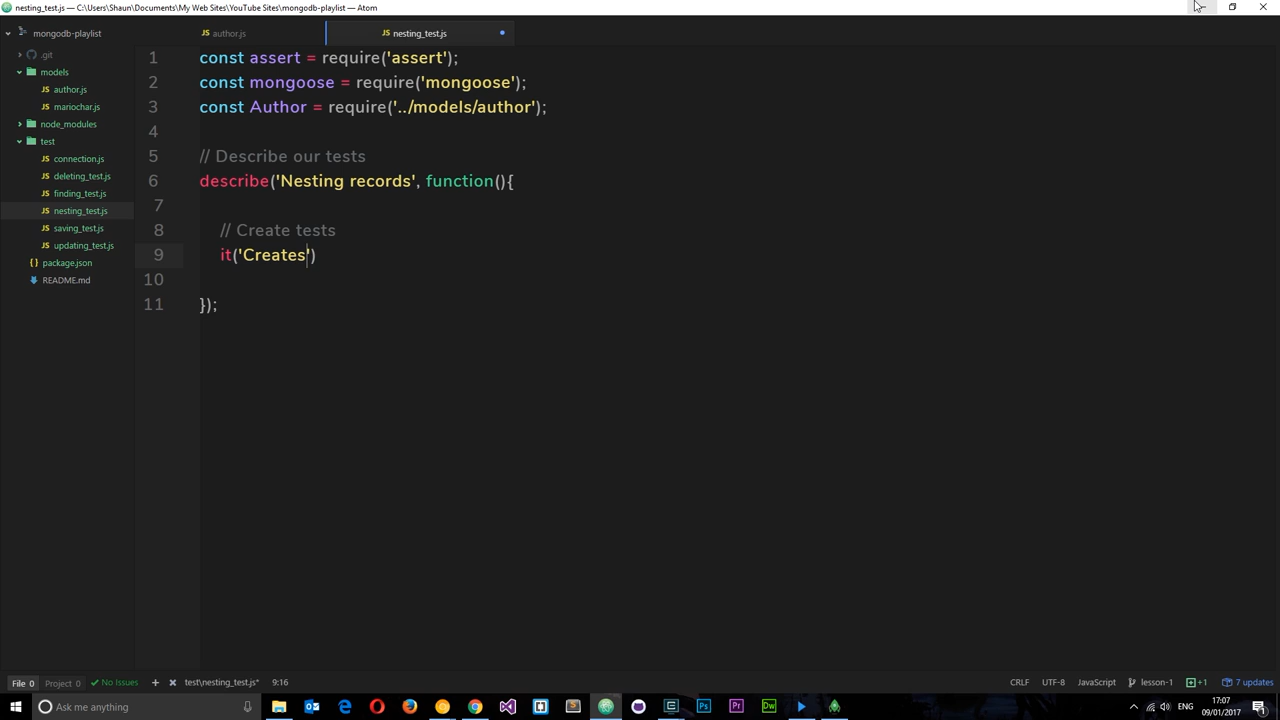 nesting_test.js — C:\Users\Shaun\Documents\My Web Sites\YouTube Sites\mongodb-playlist — Atom
mongodb-playlist
author.js
nesting_test.js
.git
models
author.js
mariochar.js
node_modules
test
connection.js
deleting_test.js
finding_test.js
nesting_test.js
saving_test.js
updating_test.js
package.json
README.md
1 const assert = require('assert');
2 const mongoose = require('mongoose');
3 const Author = require('../models/author');
4
5 // Describe our tests
6 describe('Nesting records', function(){
7
8 // Create tests
9 it('Creates')
10
11 });
File 0 Project 0 No Issues + test\nesting_test.js* 9:16 CRLF UTF-8 JavaScript lesson-1 +1 7 updates
Ask me anything
ENG
17:07
09/01/2017